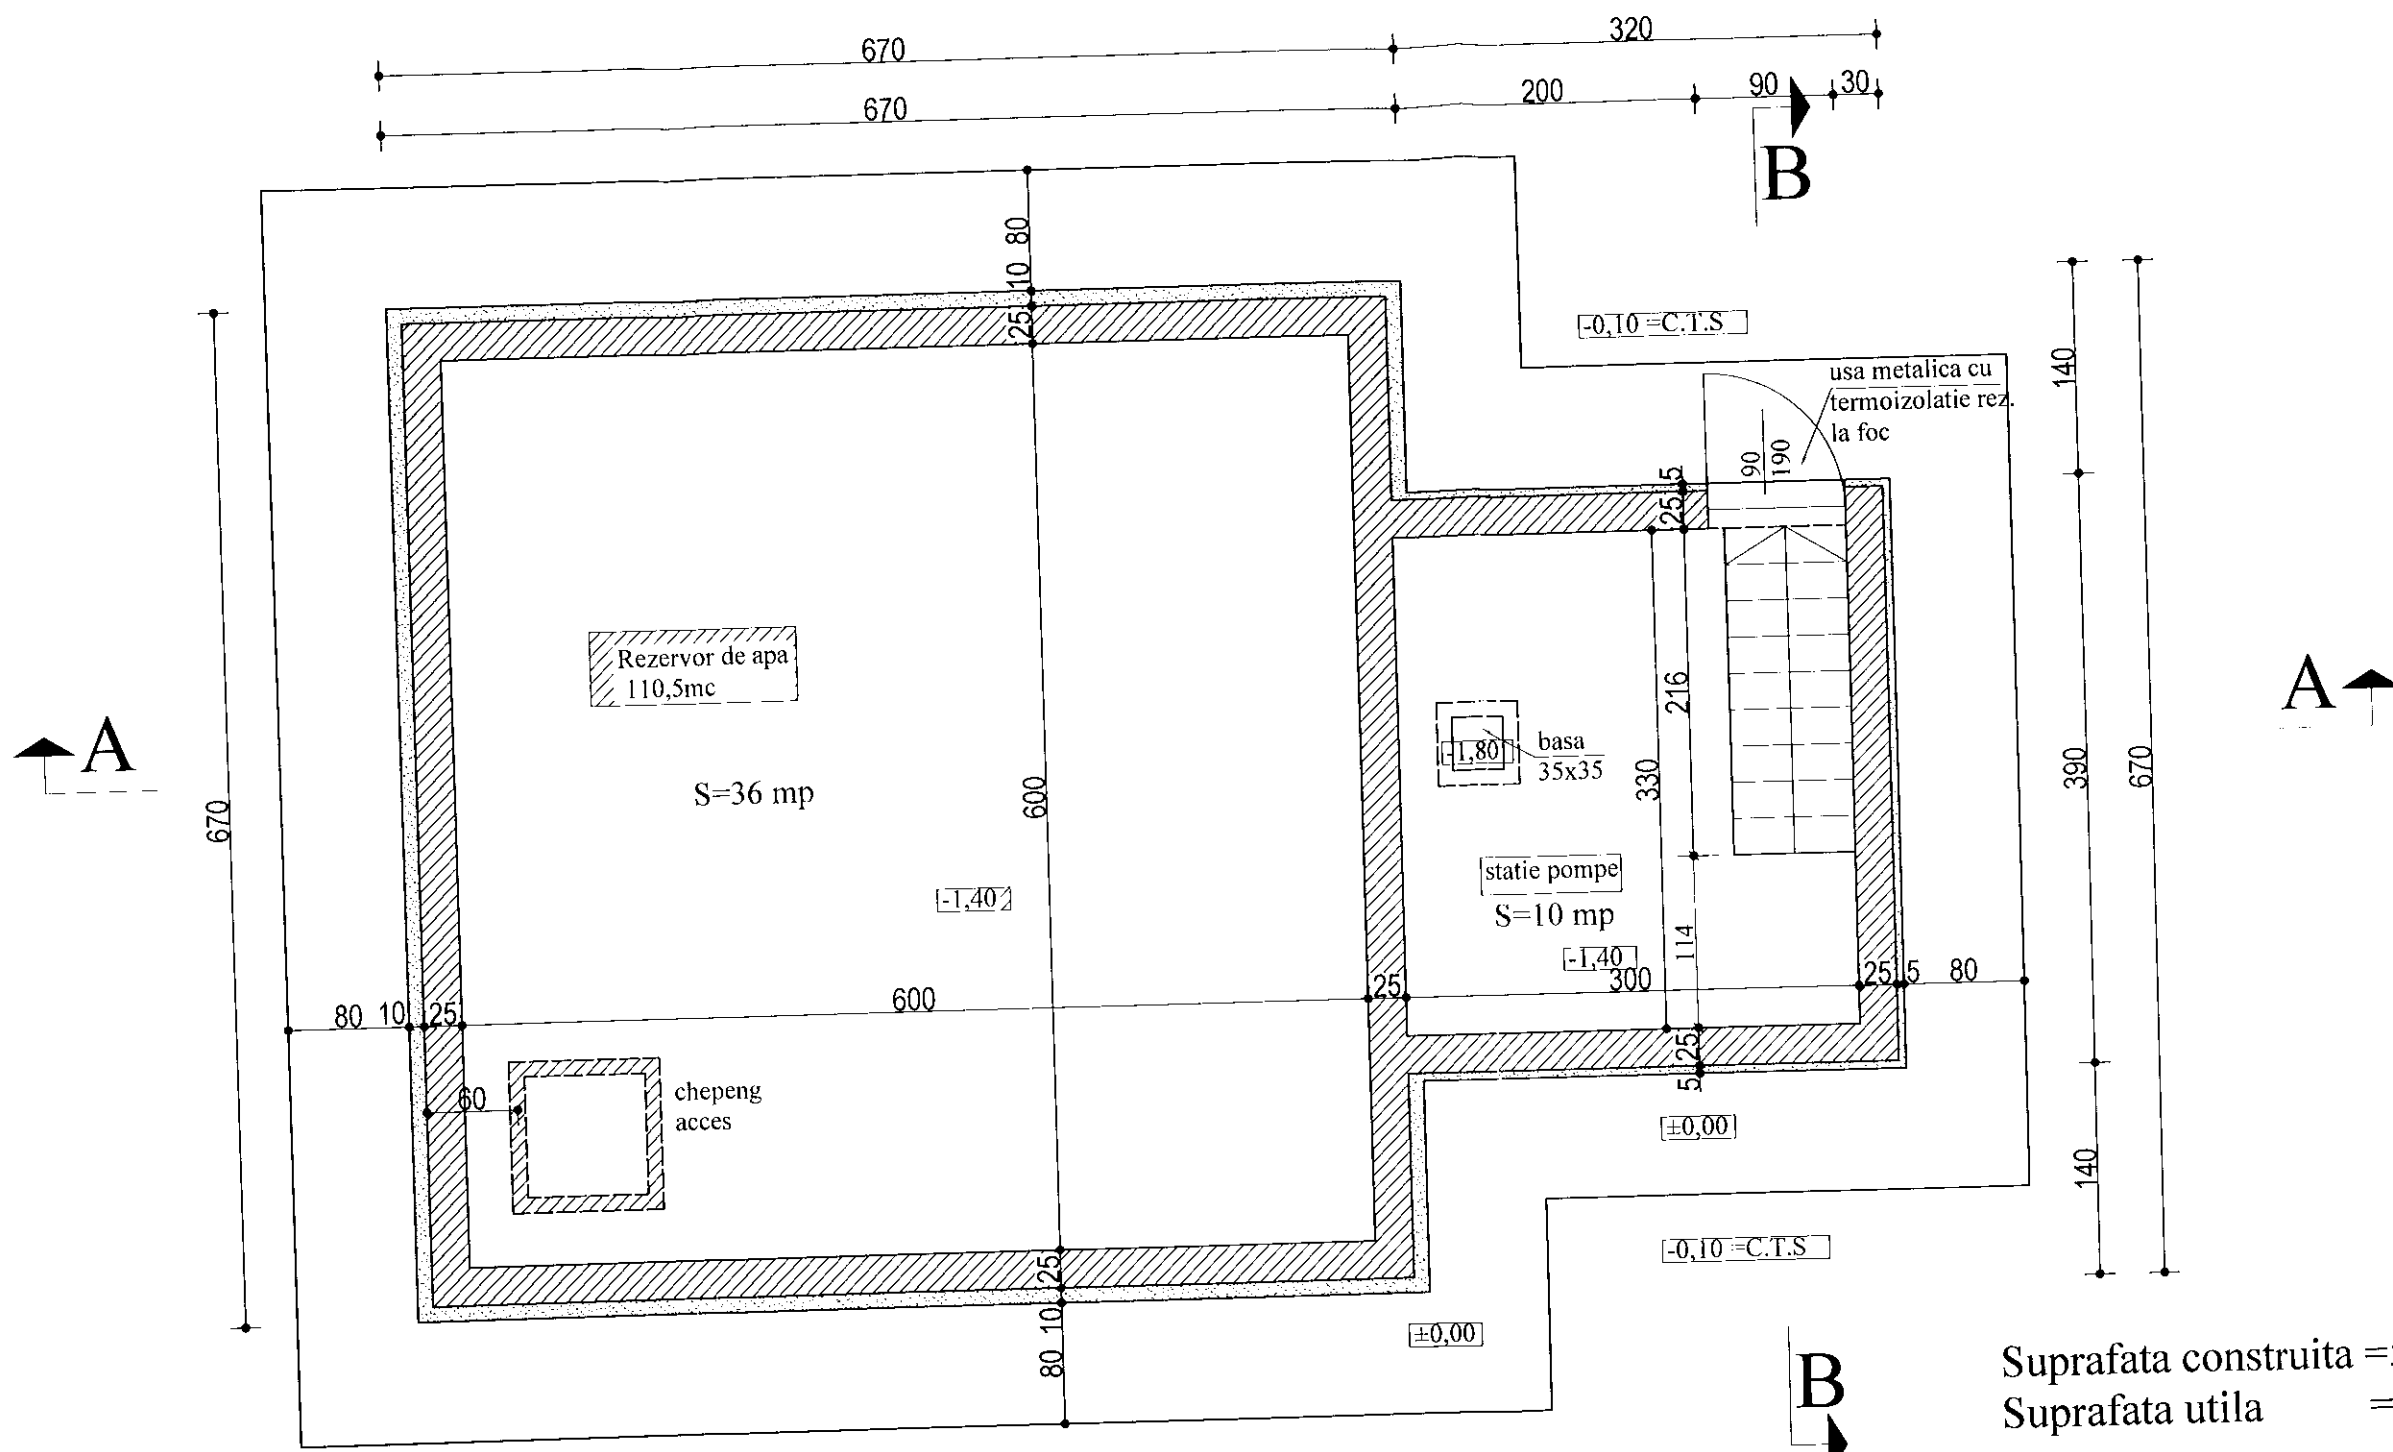 670
320
670
200
90
30
B
80
10
25
-0,10 =C.T.S
140
usa metalica cu
termoizolatie rez.
la foc
90
190
5
25
Rezervor de apa
110,5mc
A
A
216
-1,80
basa
35x35
S=36 mp
600
330
390
670
670
statie pompe
-1,40
S=10 mp
114
-1,40
80
10
25
600
25
300
25
5
80
60
chepeng
acces
25
5
±0,00
140
-0,10 =C.T.S
25
10
80
±0,00
B
Suprafata construita =
Suprafata utila =